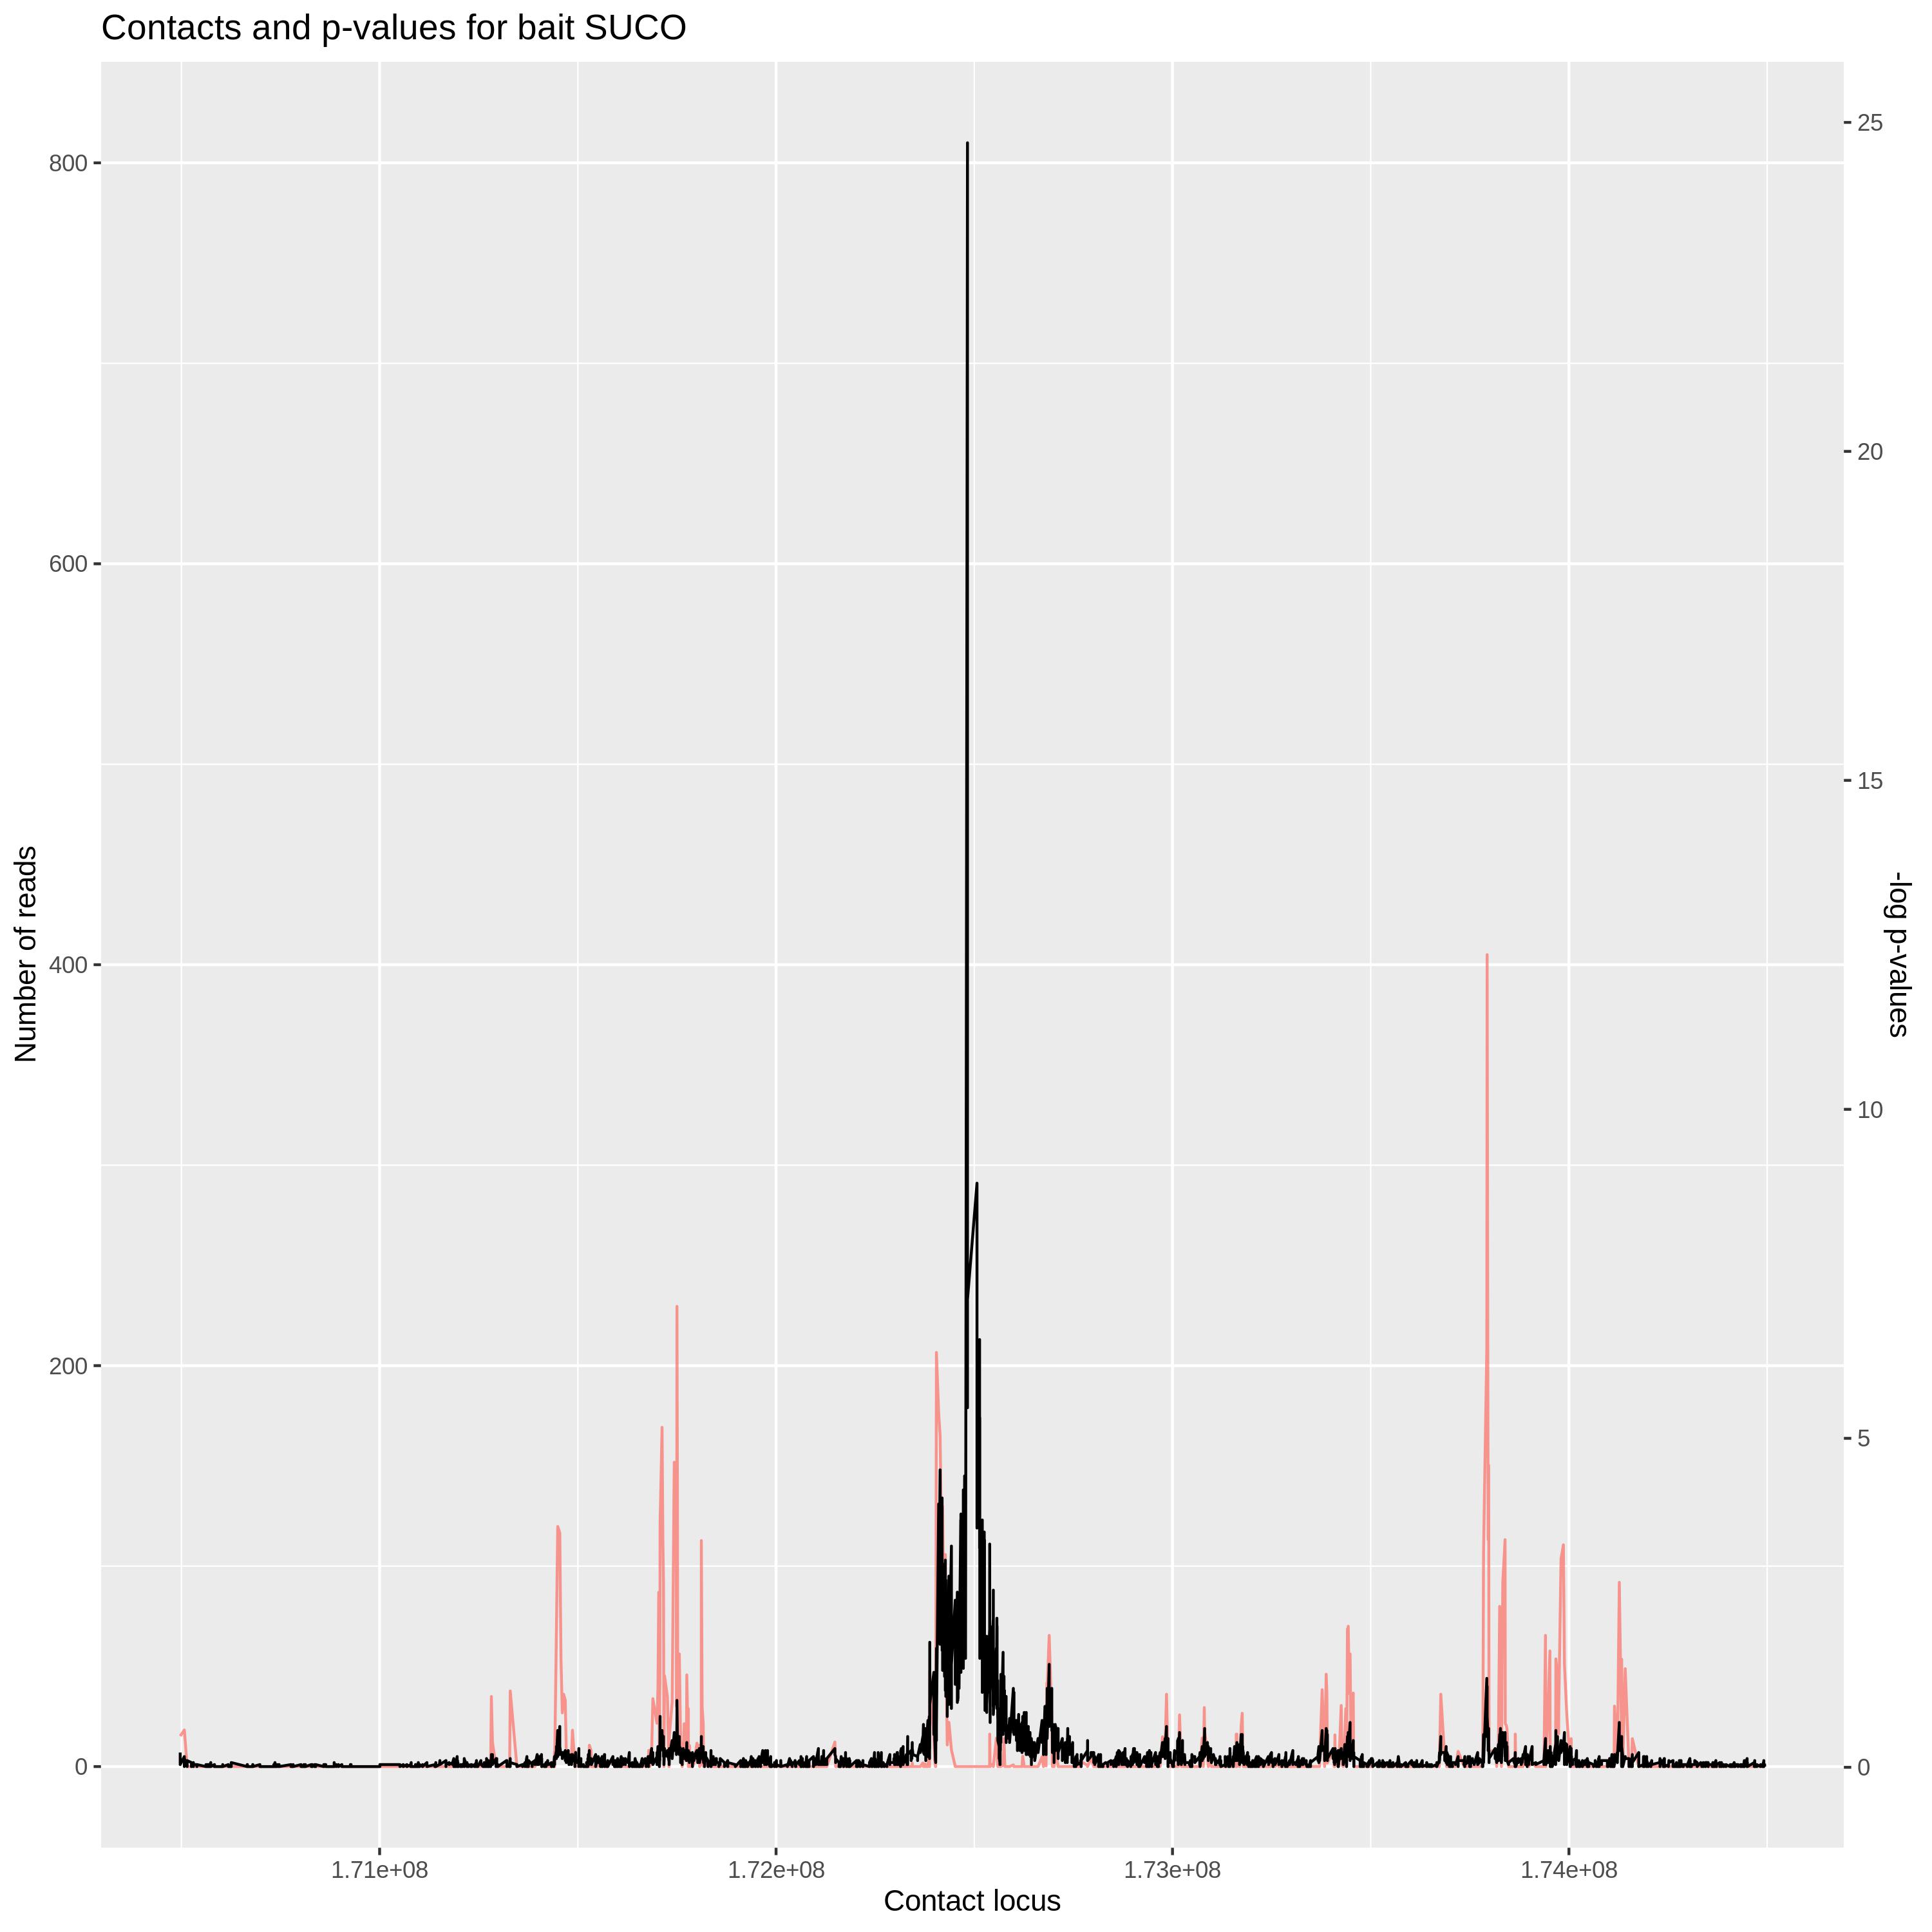 Contacts and p-values for bait SUCO
800
600
400
200
0
Number of reads
25
20
15
10
5
0
-log p-values
1.71e+08
1.72e+08
1.73e+08
1.74e+08
Contact locus